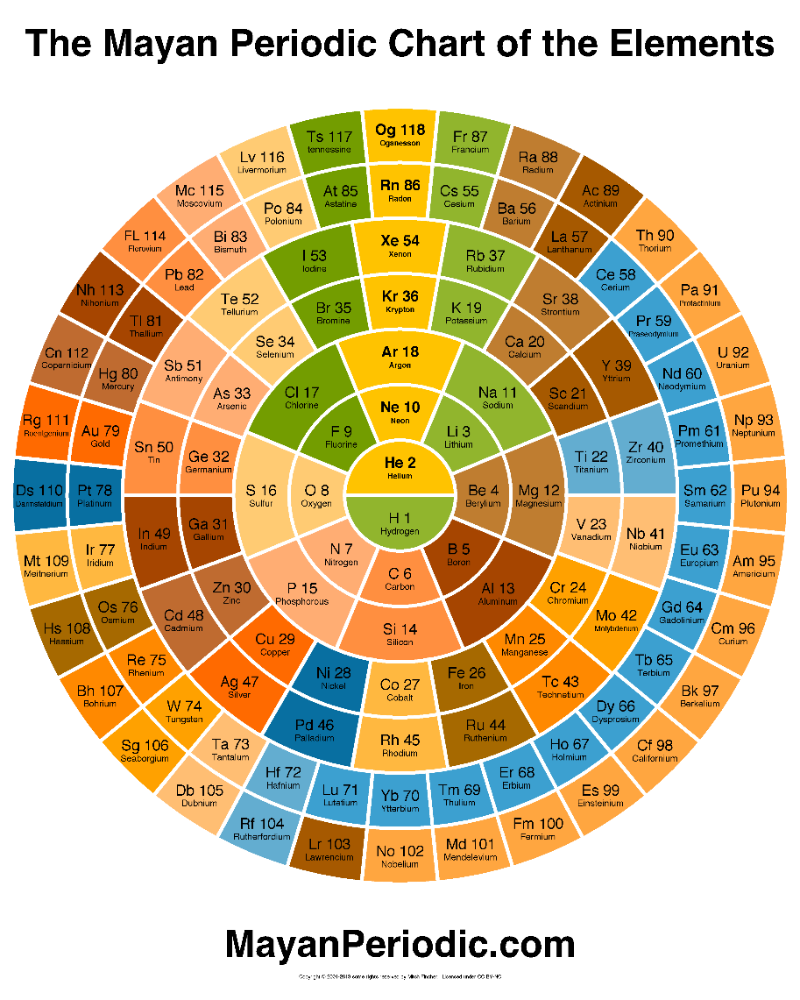 The Mayan Periodic Chart of the Elements
H 1
Hydrogen
He 2
Helium
Li 3
Lithium
Be 4
Berylium
B 5
Boron
C 6
Carbon
N 7
Nitrogen
O 8
Oxygen
F 9
Fluorine
Ne 10
Neon
Na 11
Sodium
Mg 12
Magnesium
Al 13
Aluminum
Si 14
Silicon
P 15
Phosphorous
S 16
Sulfur
Cl 17
Chlorine
Ar 18
Argon
K 19
Potassium
Ca 20
Calcium
Sc 21
Scandium
Ti 22
Titanium
V 23
Vanadium
Cr 24
Chromium
Mn 25
Manganese
Fe 26
Iron
Co 27
Cobalt
Ni 28
Nickel
Cu 29
Copper
Zn 30
Zinc
Ga 31
Gallium
Ge 32
Germanium
As 33
Arsenic
Se 34
Selenium
Br 35
Bromine
Kr 36
Krypton
Rb 37
Rubidium
Sr 38
Strontium
Y 39
Yttrium
Zr 40
Zirconium
Nb 41
Niobium
Mo 42
Molybdenum
Tc 43
Technetium
Ru 44
Ruthenium
Rh 45
Rhodium
Pd 46
Palladium
Ag 47
Silver
Cd 48
Cadmium
In 49
Indium
Sn 50
Tin
Sb 51
Antimony
Te 52
Tellurium
I 53
Iodine
Xe 54
Xenon
Cs 55
Cesium
Ba 56
Barium
La 57
Lanthanum
Ce 58
Cerium
Pr 59
Praseodymium
Nd 60
Neodymium
Pm 61
Promethium
Sm 62
Samarium
Eu 63
Europium
Gd 64
Gadolinium
Tb 65
Terbium
Dy 66
Dysprosium
Ho 67
Holmium
Er 68
Erbium
Tm 69
Thulium
Yb 70
Ytterbium
Lu 71
Lutetium
Hf 72
Hafnium
Ta 73
Tantalum
W 74
Tungsten
Re 75
Rhenium
Os 76
Osmium
Ir 77
Iridium
Pt 78
Platinum
Au 79
Gold
Hg 80
Mercury
Tl 81
Thallium
Pb 82
Lead
Bi 83
Bismuth
Po 84
Polonium
At 85
Astatine
Rn 86
Radon
Fr 87
Francium
Ra 88
Radium
Ac 89
Actinium
Th 90
Thorium
Pa 91
Protactinium
U 92
Uranium
Np 93
Neptunium
Pu 94
Plutonium
Am 95
Americium
Cm 96
Curium
Bk 97
Berkelium
Cf 98
Californium
Es 99
Einsteinium
Fm 100
Fermium
Md 101
Mendelevium
No 102
Nobelium
Lr 103
Lawrencium
Rf 104
Rutherfordium
Db 105
Dubnium
Sg 106
Seaborgium
Bh 107
Bohrium
Hs 108
Hassium
Mt 109
Meitnerium
Ds 110
Rg 111
Roentgenium
Cn 112
Copernicium
Nh 113
Nihonium
FL 114
Flerovium
Mc 115
Moscovium
Lv 116
Livermorium
Ts 117
tennessine
Og 118
Oganesson
MayanPeriodic.com
Copyright © 2001-2019 some rights reserved by Mitch Fincher. Licensed under CC BY-NC